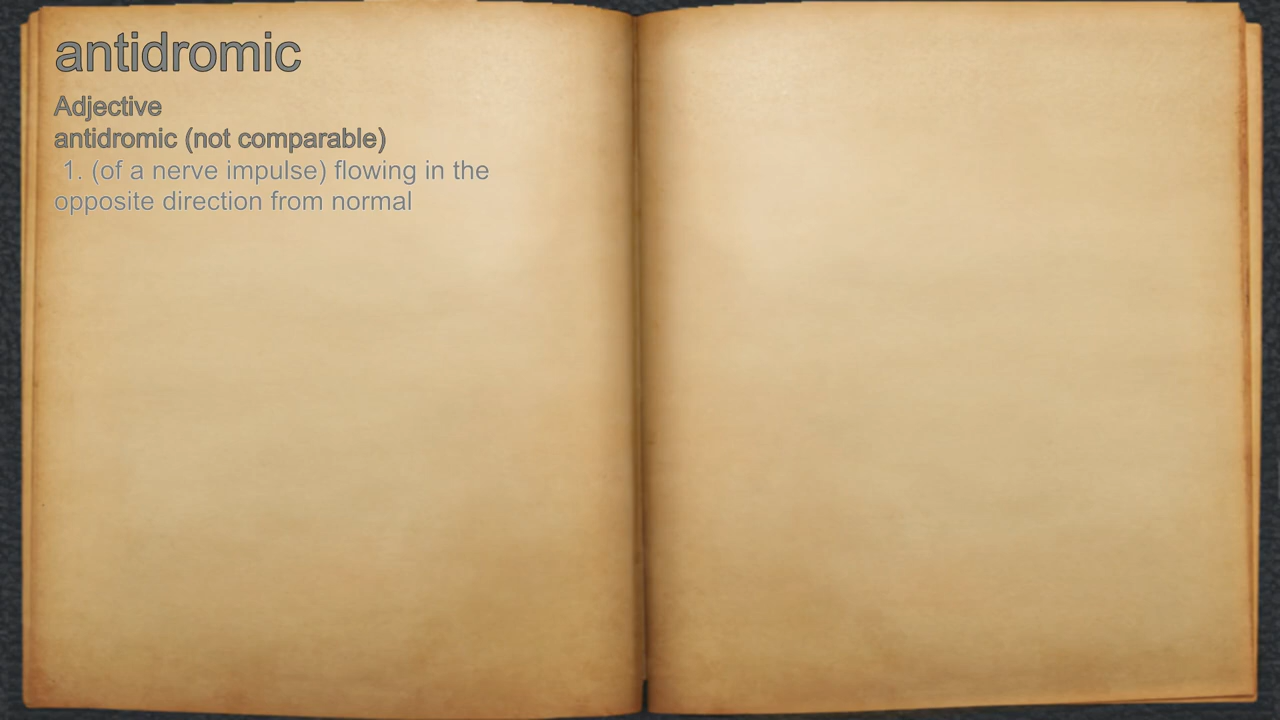 antidromic
Adjective
antidromic (not comparable)
1. (of a nerve impulse) flowing in the
opposite direction from normal